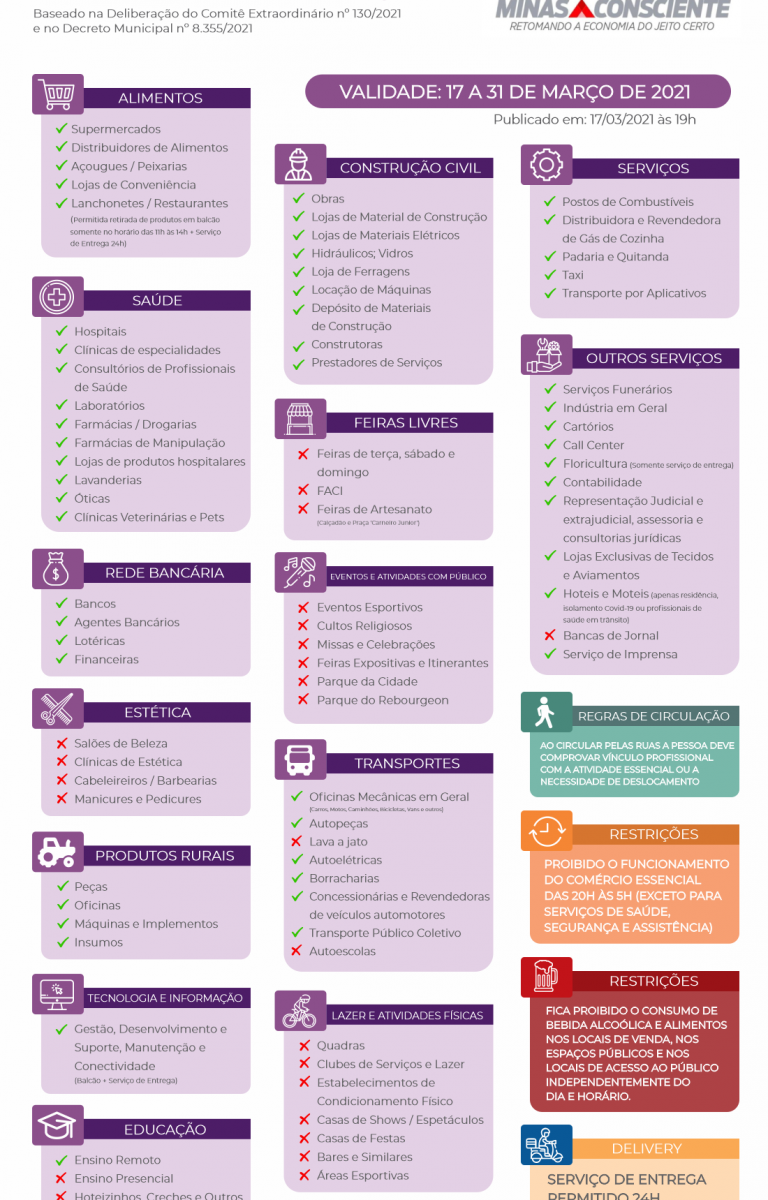 Baseado na Deliberação do Comitê Extraordinário nº 130/2021
e no Decreto Municipal nº 8.355/2021
MINAS CONSCIENTE
RETOMANDO A ECONOMIA DO JEITO CERTO
VALIDADE: 17 A 31 DE MARÇO DE 2021
Publicado em: 17/03/2021 às 19h
ALIMENTOS
Supermercados
Distribuidores de Alimentos
Açougues / Peixarias
Lojas de Conveniência
Lanchonetes / Restaurantes
(Permitida retirada de produtos em balcão
somente no horário das 11h às 14h + Serviço
de Entrega 24h)
SAÚDE
Hospitais
Clínicas de especialidades
Consultórios de Profissionais
de Saúde
Laboratórios
Farmácias / Drogarias
Farmácias de Manipulação
Lojas de produtos hospitalares
Lavanderias
Óticas
Clínicas Veterinárias e Pets
REDE BANCÁRIA
Bancos
Agentes Bancários
Lotéricas
Financeiras
ESTÉTICA
Salões de Beleza
Clínicas de Estética
Cabeleireiros / Barbearias
Manicures e Pedicures
PRODUTOS RURAIS
Peças
Oficinas
Máquinas e Implementos
Insumos
TECNOLOGIA E INFORMAÇÃO
Gestão, Desenvolvimento e
Suporte, Manutenção e
Conectividade
(Balcão + Serviço de Entrega)
EDUCAÇÃO
Ensino Remoto
Ensino Presencial
Hoteizinhos, Creches e Outros
CONSTRUÇÃO CIVIL
Obras
Lojas de Material de Construção
Lojas de Materiais Elétricos
Hidráulicos; Vidros
Loja de Ferragens
Locação de Máquinas
Depósito de Materiais
de Construção
Construtoras
Prestadores de Serviços
FEIRAS LIVRES
Feiras de terça, sábado e
domingo
FACI
Feiras de Artesanato
(Calçadão e Praça 'Carneiro Junior')
EVENTOS E ATIVIDADES COM PÚBLICO
Eventos Esportivos
Cultos Religiosos
Missas e Celebrações
Feiras Expositivas e Itinerantes
Parque da Cidade
Parque do Rebourgeon
TRANSPORTES
Oficinas Mecânicas em Geral
(Carros, Motos, Caminhões, Bicicletas, Vans e outros)
Autopeças
Lava a jato
Autoelétricas
Borracharias
Concessionárias e Revendedoras
de veículos automotores
Transporte Público Coletivo
Autoescolas
LAZER E ATIVIDADES FÍSICAS
Quadras
Clubes de Serviços e Lazer
Estabelecimentos de
Condicionamento Físico
Casas de Shows / Espetáculos
Casas de Festas
Bares e Similares
Áreas Esportivas
SERVIÇOS
Postos de Combustíveis
Distribuidora e Revendedora
de Gás de Cozinha
Padaria e Quitanda
Taxi
Transporte por Aplicativos
OUTROS SERVIÇOS
Serviços Funerários
Indústria em Geral
Cartórios
Call Center
Floricultura (Somente serviço de entrega)
Contabilidade
Representação Judicial e
extrajudicial, assessoria e
consultorias jurídicas
Lojas Exclusivas de Tecidos
e Aviamentos
Hoteis e Moteis (apenas residência,
isolamento Covid-19 ou profissionais de
saúde em trânsito)
Bancas de Jornal
Serviço de Imprensa
REGRAS DE CIRCULAÇÃO
AO CIRCULAR PELAS RUAS A PESSOA DEVE
COMPROVAR VÍNCULO PROFISSIONAL
COM A ATIVIDADE ESSENCIAL OU A
NECESSIDADE DE DESLOCAMENTO
RESTRIÇÕES
PROIBIDO O FUNCIONAMENTO
DO COMÉRCIO ESSENCIAL
DAS 20H ÀS 5H (EXCETO PARA
SERVIÇOS DE SAÚDE,
SEGURANÇA E ASSISTÊNCIA)
RESTRIÇÕES
FICA PROIBIDO O CONSUMO DE
BEBIDA ALCOÓLICA E ALIMENTOS
NOS LOCAIS DE VENDA, NOS
ESPAÇOS PÚBLICOS E NOS
LOCAIS DE ACESSO AO PÚBLICO
INDEPENDENTEMENTE DO
DIA E HORÁRIO.
DELIVERY
SERVIÇO DE ENTREGA
PERMITIDO 24H